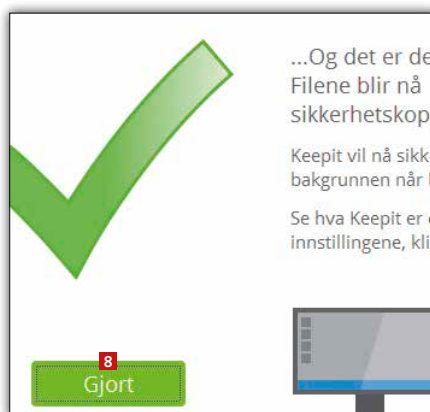 ...Og det er de
Filene blir nå
sikkerhetskop
Keepit vil nå sikk
bakgrunnen når
Se hva Keepit er
innstillingene, kli
8
Gjort